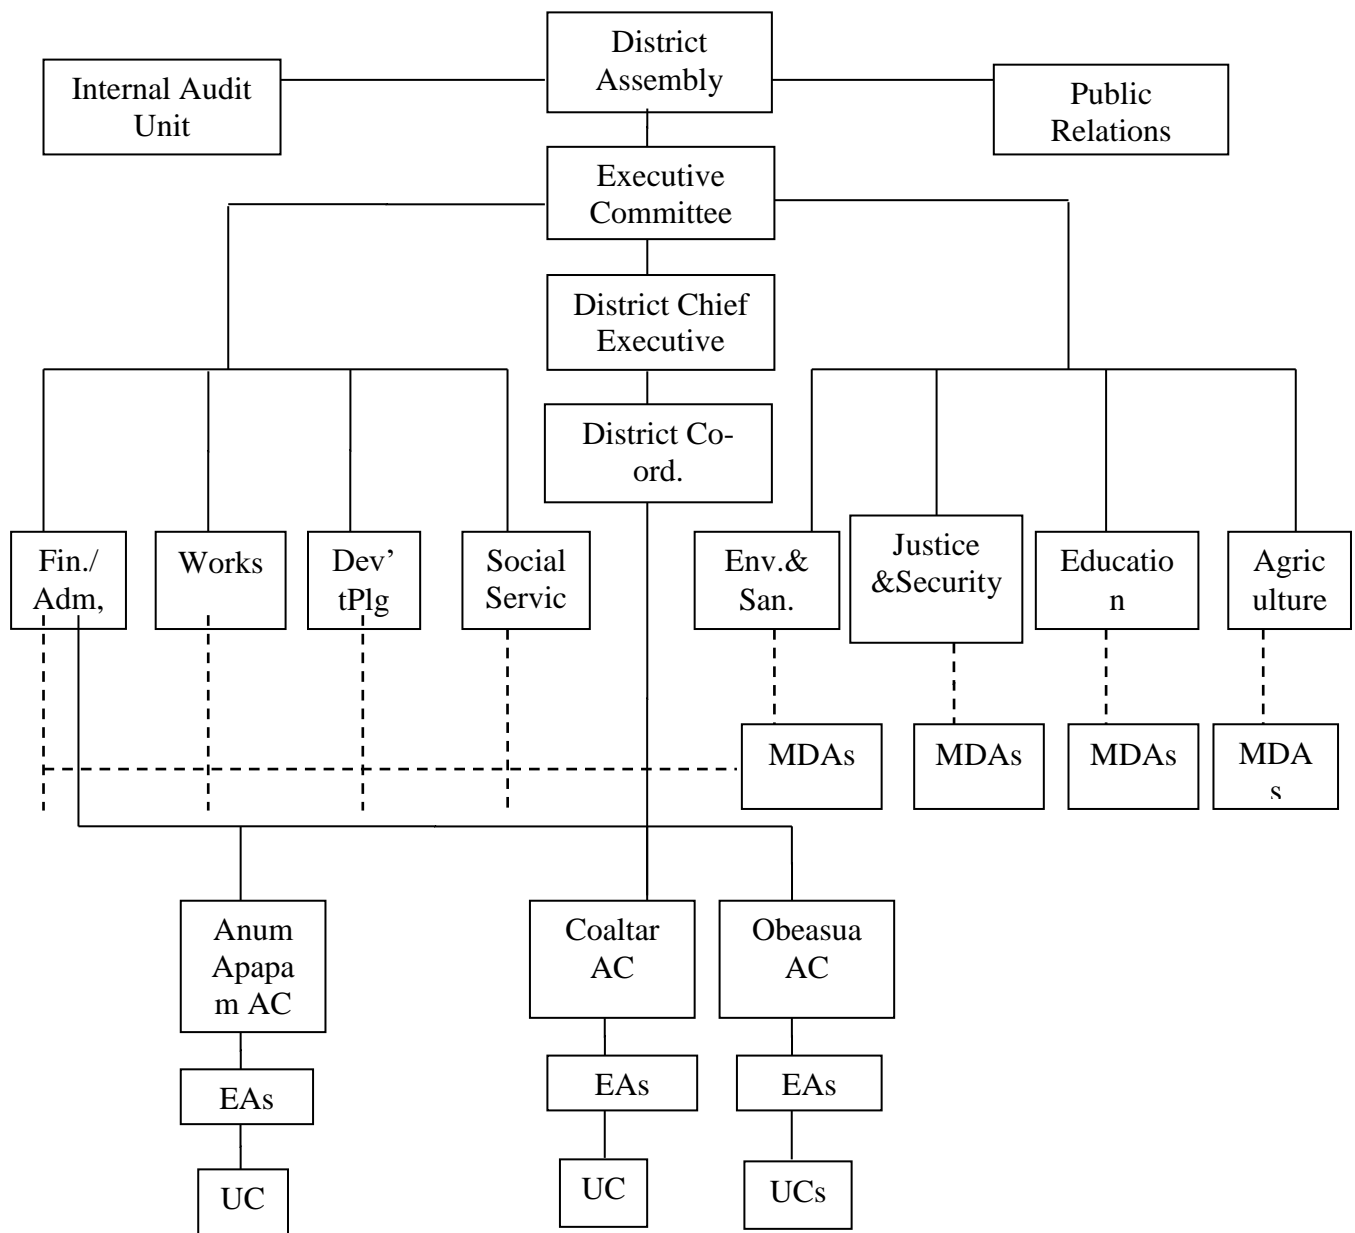 District
Assembly
Internal Audit
Unit
Public
Relations
Executive
Committee
District Chief
Executive
District Co-
ord.
Fin./
Adm,
Works
Dev’
tPlg
Social
Servic
Env.&
San.
Justice
&Security
Educatio
n
Agric
ulture
MDAs
MDAs
MDAs
MDA
s
Anum
Apapa
m AC
Coaltar
AC
Obeasua
AC
EAs
EAs
EAs
UC
UC
UCs